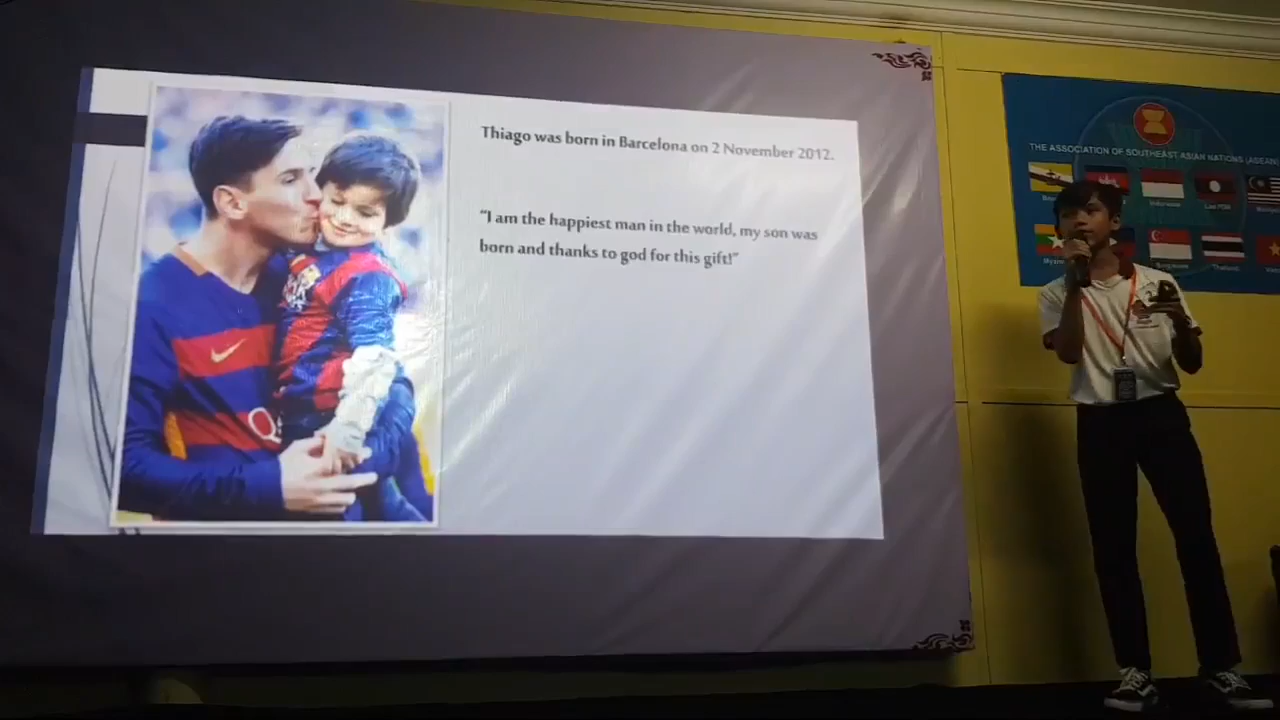 Thiago was born in Barcelona on 2 November 2012.
"I am the happiest man in the world, my son was
born and thanks to god for this gift!"
THE ASSOCIATION OF SOUTHEAST ASIAN NATIONS (ASEAN)
Indonesia
Lao PDR
Singapore
Thailand